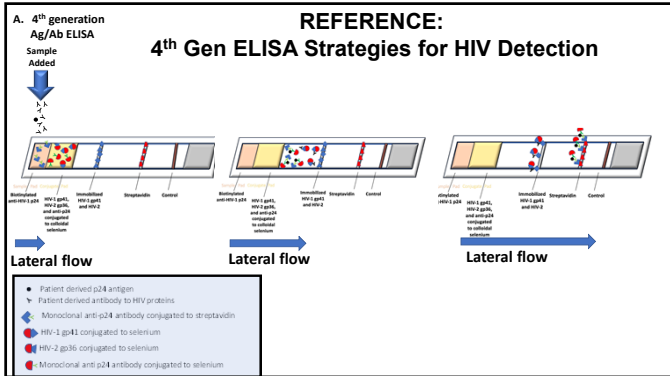 REFERENCE:
4th Gen ELISA Strategies for HIV Detection
A. 4th generation
Ag/Ab ELISA
Sample
Added
Biotinylated
anti-HIV-1 p24
HIV-1 gp41,
HIV-2 gp36,
and anti-p24
conjugated
to colloidal
selenium
Immobilised
HIV-1 gp41
and HIV-2
Streptavidin
Control
Lateral flow
Biotinylated
anti-HIV-1 p24
HIV-1 gp41,
HIV-2 gp36,
and anti-p24
conjugated
to colloidal
selenium
Immobilised
HIV-1 gp41
and HIV-2
Streptavidin
Control
Lateral flow
HIV-1 p24
HIV-1 gp41,
HIV-2 gp36,
and anti-p24
conjugated
to colloidal
selenium
Immobilised
HIV-1 gp41
and HIV-2
Streptavidin
Control
Lateral flow
Patient derived p24 antigen
Patient derived antibody to HIV proteins
Monoclonal anti-p24 antibody conjugated to streptavidin
HIV-1 gp41 conjugated to selenium
HIV-2 gp36 conjugated to selenium
Monoclonal anti p24 antibody conjugated to selenium